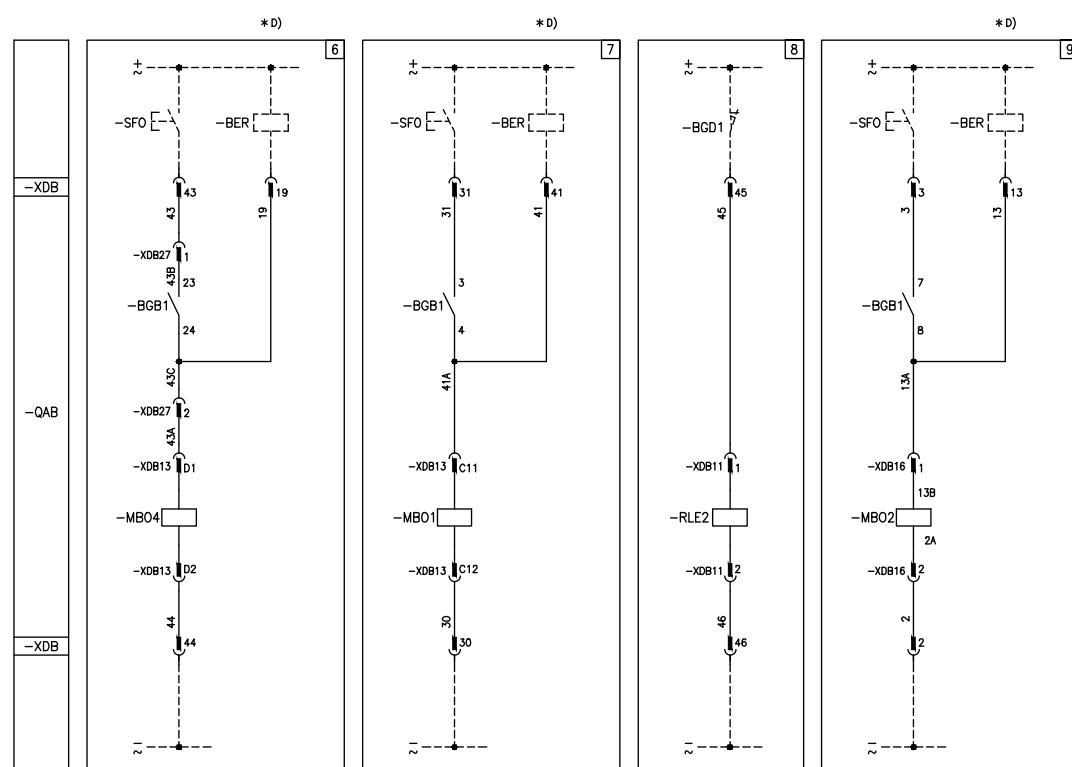 *D)
*D)
*D)
6
7
8
9
+
~
+
~
+
~
+
~
-SFO
-BER
-SFO
-BER
-BGD1
-SFO
-BER
-XDB
43
19
31
41
45
3
13
43
19
31
41
45
3
13
-XDB27
1
43B
23
3
7
-BGB1
-BGB1
-BGB1
24
4
8
43C
41A
13A
-QAB
-XDB27
2
43A
-XDB13
D1
-XDB13
C11
-XDB11
1
-XDB16
1
13B
-MBO4
-MBO1
-RLE2
-MBO2
2A
-XDB13
D2
-XDB13
C12
-XDB11
2
-XDB16
2
44
30
46
2
-XDB
44
30
46
2
-
~
-
~
-
~
-
~